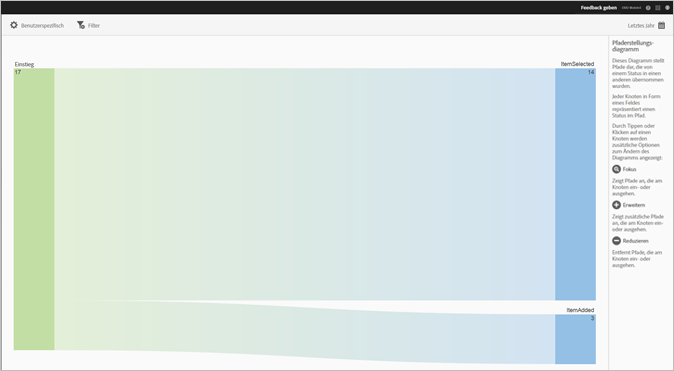 Feedback geben
Benutzerspezifisch
Filter
Letztes Jahr
Einstieg
17
ItemSelected
14
ItemAdded
3
Pfaderstellungs-
diagramm
Dieses Diagramm stellt
Pfade dar, die von
einem Status in einen
anderen übernommen
wurden.
Jeder Knoten in Form
eines Feldes
repräsentiert einen
Status im Pfad.
Durch Tippen oder
Klicken auf einen
Knoten werden
zusätzliche Optionen
zum Ändern des
Diagramms angezeigt:
Fokus
Zeigt Pfade an, die am
Knoten ein- oder
ausgehen.
Erweitern
Zeigt zusätzliche Pfade
an, die am Knoten ein-
oder ausgehen.
Reduzieren
Entfernt Pfade, die am
Knoten ein- oder
ausgehen.